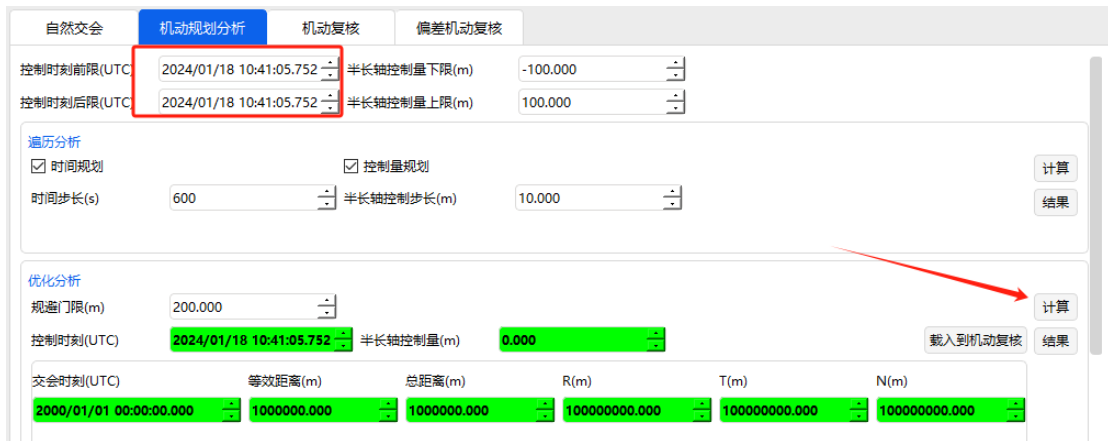 自然交会 机动规划分析 机动复核 偏差机动复核
控制时刻前限(UTC) 2024/01/18 10:41:05.752 半长轴控制量下限(m) -100.000
控制时刻后限(UTC) 2024/01/18 10:41:05.752 半长轴控制量上限(m) 100.000
遍历分析
时间规划 控制量规划 计算
时间步长(s) 600 半长轴控制步长(m) 10.000 结果
优化分析
规避门限(m) 200.000 计算
控制时刻(UTC) 2024/01/18 10:41:05.752 半长轴控制量(m) 0.000 载入到机动复核 结果
交会时刻(UTC) 等效距离(m) 总距离(m) R(m) T(m) N(m)
2000/01/01 00:00:00.000 1000000.000 1000000.000 100000000.000 100000000.000 100000000.000